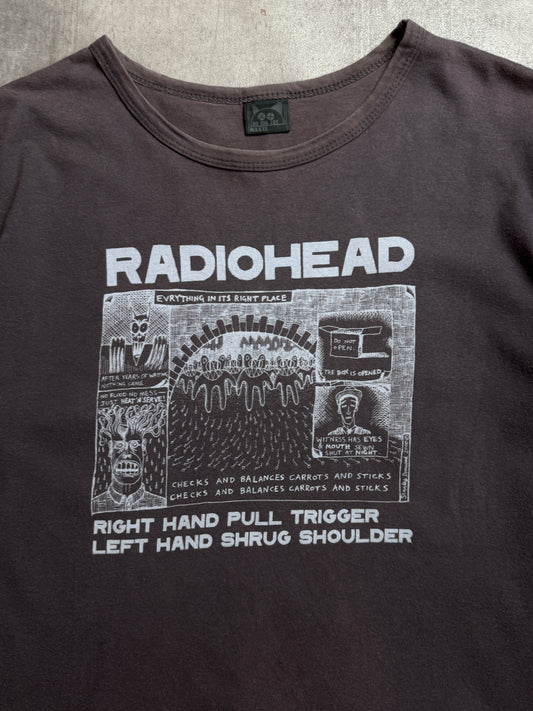 WASTE
RADIOHEAD
EVRYTHING IN ITS RIGHT PLACE
AFTER YEARS OF WAITING
NOTHING CAME
DO NOT
OPEN.
THE BOX IS OPENED
NO BLOOD NO MESS
JUST HEAT'N'SERVE!
WITNESS HAS EYES
& MOUTH SEWN
SHUT AT NIGHT
CHECKS AND BALANCES CARROTS AND STICKS
CHECKS AND BALANCES CARROTS AND STICKS
RIGHT HAND PULL TRIGGER
LEFT HAND SHRUG SHOULDER